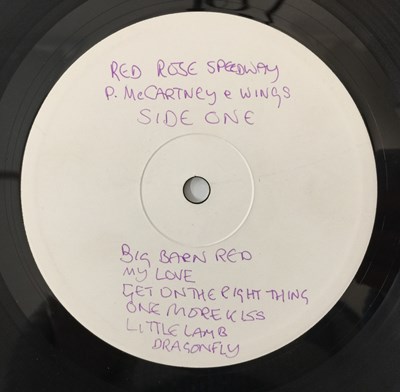 RED ROSE SPEEDWAY
P. McCARTNEY e WINGS
SIDE ONE
BIG BARN RED
MY LOVE
GET ON THE RIGHT THING
ONE MORE KISS
LITTLE LAMB
DRAGONFLY